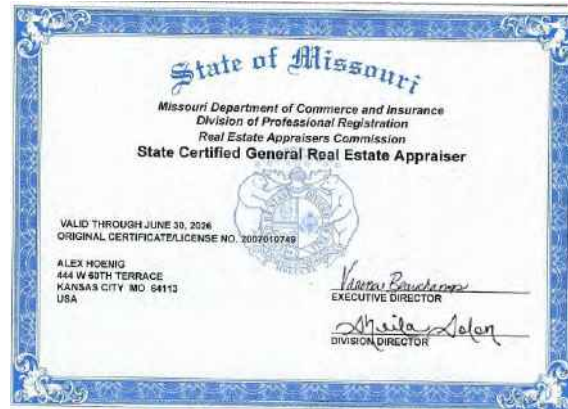 State of Missouri
Missouri Department of Commerce and Insurance
Division of Professional Registration
Real Estate Appraisers Commission
State Certified General Real Estate Appraiser
VALID THROUGH JUNE 30, 2026
ORIGINAL CERTIFICATE/LICENSE NO. 2007010749
ALEX HOENIG
444 W 60TH TERRACE
KANSAS CITY MO 64113
USA
EXECUTIVE DIRECTOR
Sheila Solon
DIVISION DIRECTOR